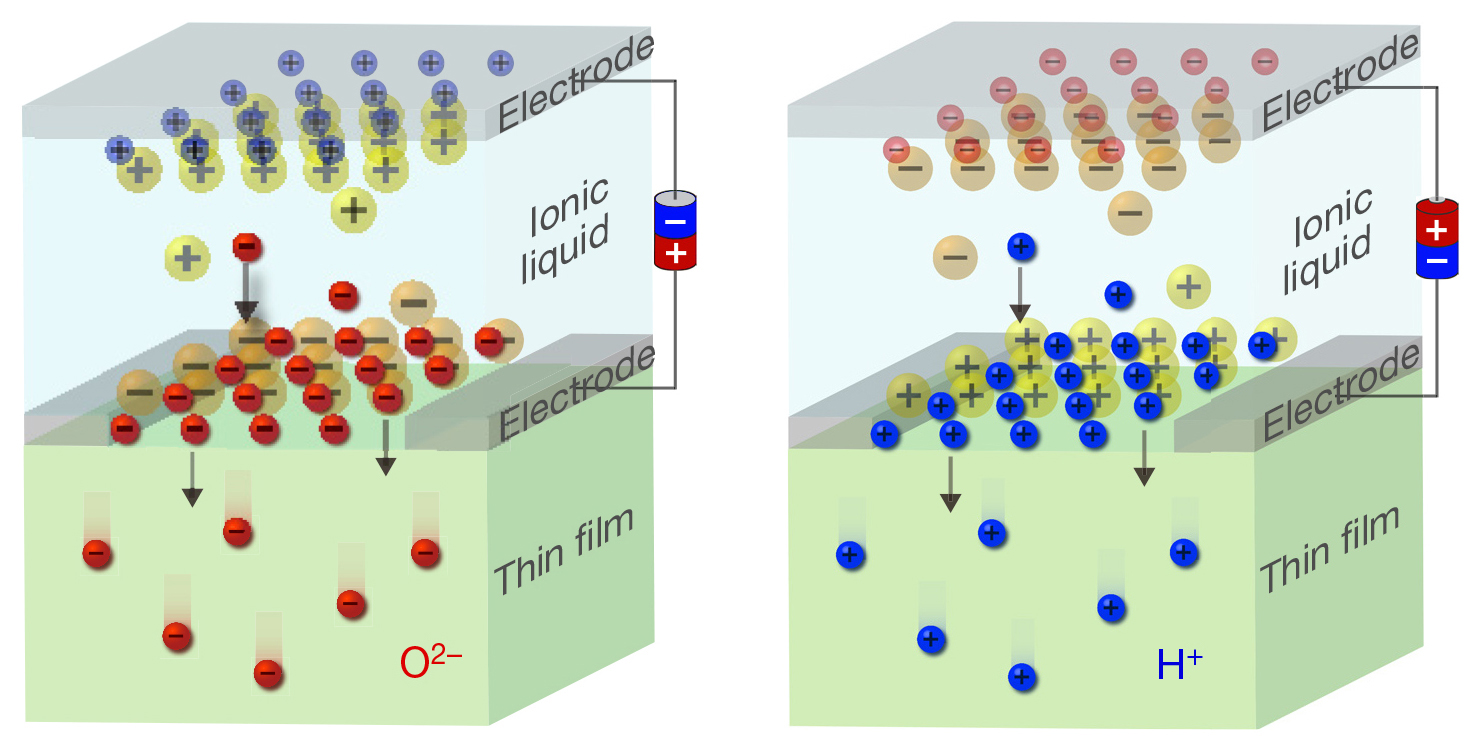 Electrode
Ionic
liquid
Electrode
Thin film
O²⁻
Electrode
Ionic
liquid
Electrode
Thin film
H⁺